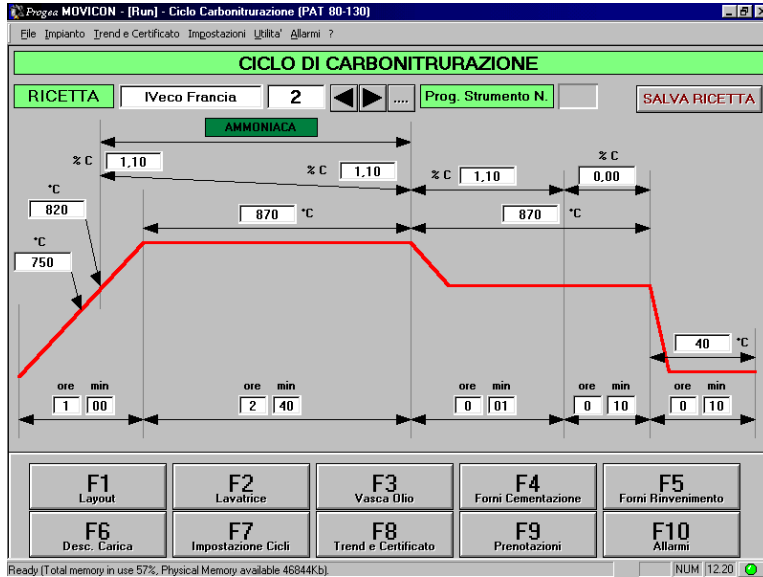 Progea MOVICON - [Run] - Ciclo Carbonitrurazione (PAT 80-130)
File Impianto Trend e Certificato Impostazioni Utilita' Allarmi ?
CICLO DI CARBONITRURAZIONE
RICETTA IVeco Francia 2 .... Prog. Strumento N. SALVA RICETTA
AMMONIACA
% C 1,10
% C 1,10
% C 1,10
% C
0,00
°C
820
870 °C
870 °C
°C
750
40 °C
ore min
1 00
2 40
ore min
0 01
ore min
0 10
ore min
0 10
F1
Layout
F2
Lavatrice
F3
Vasca Olio
F4
Forni Cementazione
F5
Forni Rinvenimento
F6
Desc. Carica
F7
Impostazione Cicli
F8
Trend e Certificato
F9
Prenotazioni
F10
Allarmi
Ready (Total memory in use 57%, Physical Memory available 46844Kb). NUM 12.20